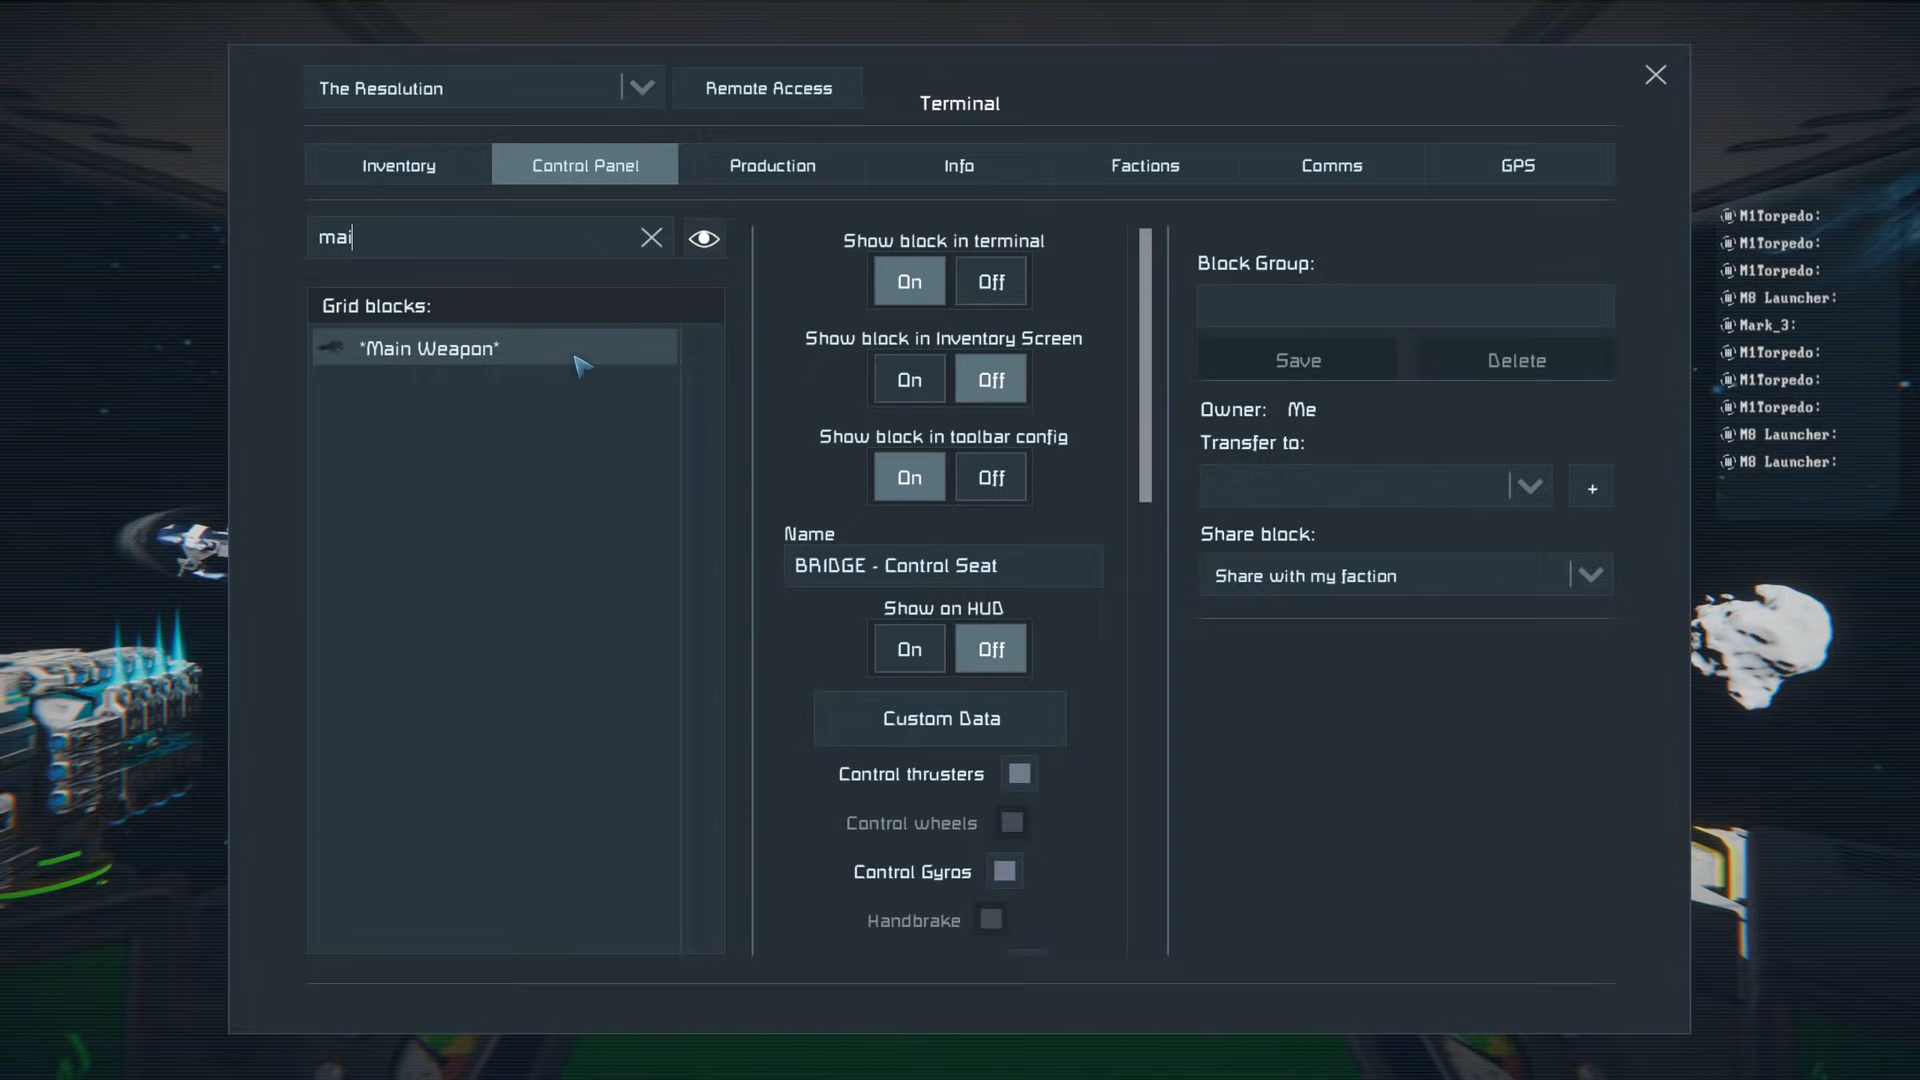 The Resolution
Remote Access
Terminal
Inventory
Control Panel
Production
Info
Factions
Comms
GPS
mai
Grid blocks:
*Main Weapon*
Show block in terminal
On Off
Show block in Inventory Screen
On Off
Show block in toolbar config
On Off
Name
BRIDGE - Control Seat
Show on HUD
On Off
Custom Data
Control thrusters
Control wheels
Control Gyros
Handbrake
Block Group:
Save Delete
Owner: Me
Transfer to:
+
Share block:
Share with my faction
M1Torpedo:
M1Torpedo:
M1Torpedo:
M8 Launcher:
Mark_3:
M1Torpedo:
M1Torpedo:
M1Torpedo:
M8 Launcher:
M8 Launcher: